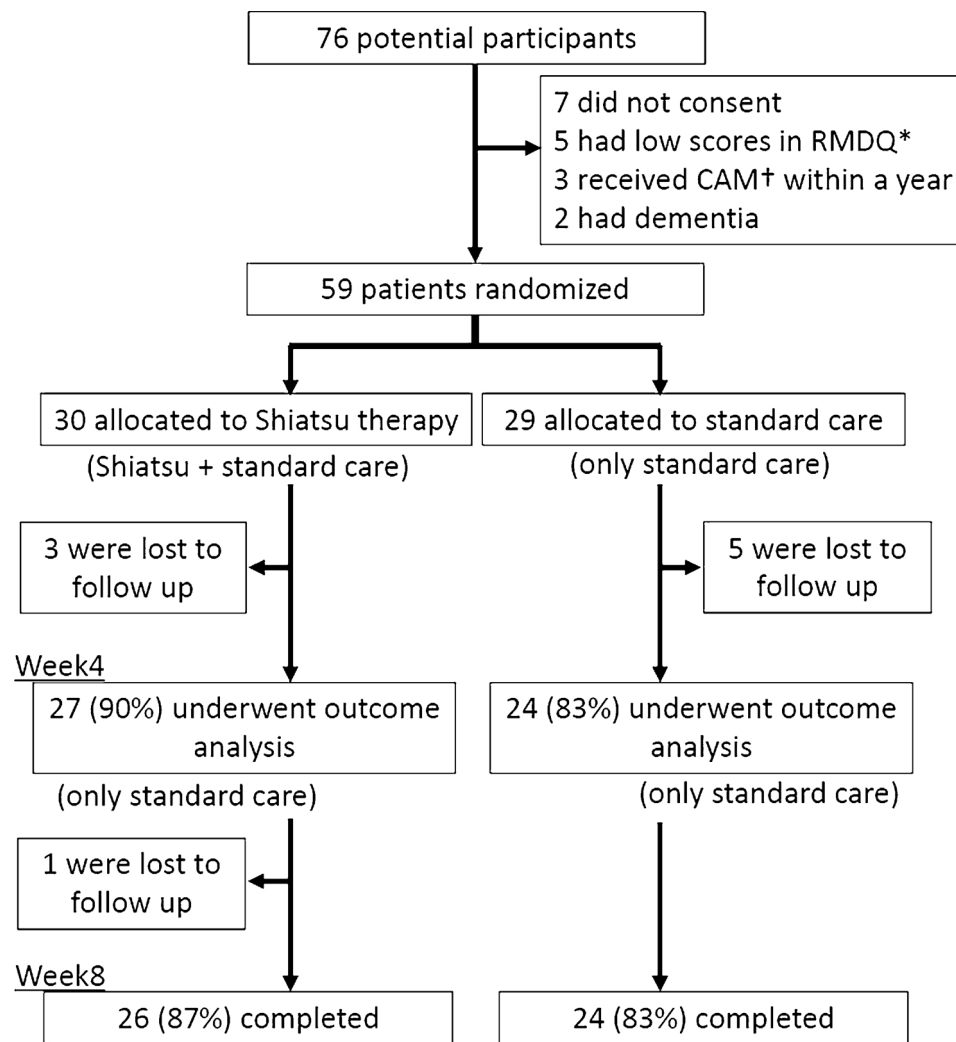 76 potential participants
7 did not consent
5 had low scores in RMDQ*
3 received CAM† within a year
2 had dementia
59 patients randomized
30 allocated to Shiatsu therapy
(Shiatsu + standard care)
29 allocated to standard care
(only standard care)
3 were lost to
follow up
5 were lost to
follow up
Week4
27 (90%) underwent outcome
analysis
(only standard care)
24 (83%) underwent outcome
analysis
(only standard care)
1 were lost to
follow up
Week8
26 (87%) completed
24 (83%) completed